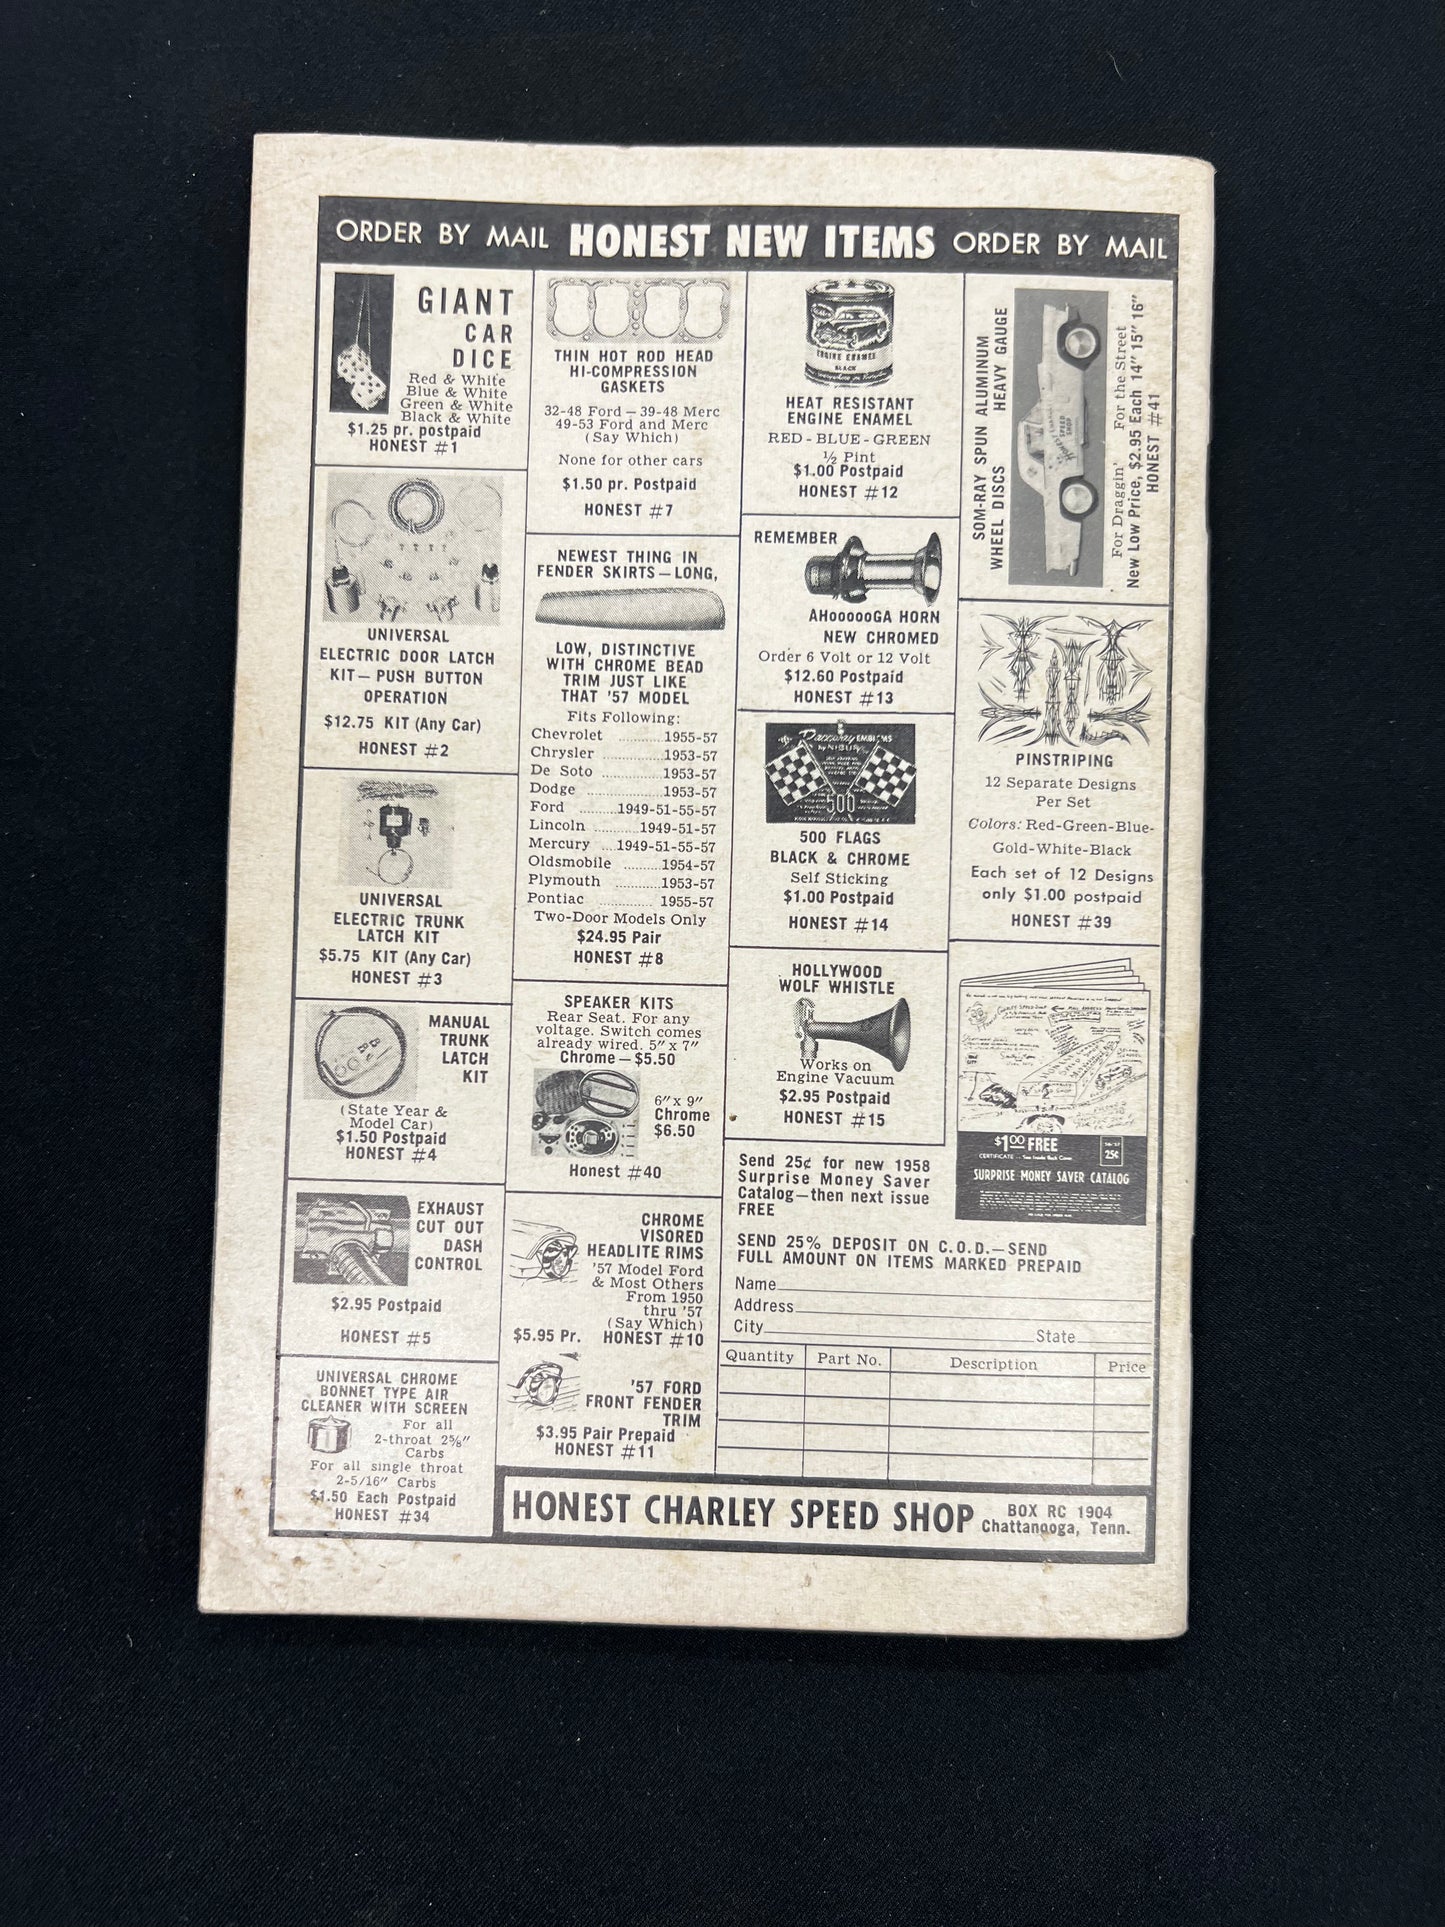 ORDER BY MAIL HONEST NEW ITEMS ORDER BY MAIL
GIANT
CAR
DICE
Red & White
Blue & White
Green & White
Black & White
$1.25 pr. postpaid
HONEST #1
UNIVERSAL
ELECTRIC DOOR LATCH
KIT — PUSH BUTTON
OPERATION
$12.75 KIT (Any Car)
HONEST #2
UNIVERSAL
ELECTRIC TRUNK
LATCH KIT
$5.75 KIT (Any Car)
HONEST #3
MANUAL
TRUNK
LATCH
KIT
(State Year &
Model Car)
$1.50 Postpaid
HONEST #4
EXHAUST
CUT OUT
DASH
CONTROL
$2.95 Postpaid
HONEST #5
UNIVERSAL CHROME
BONNET TYPE AIR
CLEANER WITH SCREEN
For all
2-throat 2⅝"
Carbs
For all single throat
2-5/16" Carbs
$1.50 Each Postpaid
HONEST #34
THIN HOT ROD HEAD
HI-COMPRESSION
GASKETS
32-48 Ford — 39-48 Merc
49-53 Ford and Merc
(Say Which)
None for other cars
$1.50 pr. Postpaid
HONEST #7
NEWEST THING IN
FENDER SKIRTS — LONG,
LOW, DISTINCTIVE
WITH CHROME BEAD
TRIM JUST LIKE
THAT '57 MODEL
Fits Following:
Chevrolet ..........1955-57
Chrysler ...............1953-57
De Soto ...............1953-57
Dodge .................1953-57
Ford ........1949-51-55-57
Lincoln ..........1949-51-57
Mercury ....1949-51-55-57
Oldsmobile ..........1954-57
Plymouth ............1953-57
Pontiac .............. 1955-57
Two-Door Models Only
$24.95 Pair
HONEST #8
SPEAKER KITS
Rear Seat. For any
voltage. Switch comes
already wired. 5" x 7"
Chrome — $5.50
6" x 9"
Chrome
$6.50
Honest #40
CHROME
VISORED
HEADLITE RIMS
'57 Model Ford
& Most Others
From 1950
thru '57
(Say Which)
$5.95 Pr. HONEST #10
'57 FORD
FRONT FENDER
TRIM
$3.95 Pair Prepaid
HONEST #11
ENGINE ENAMEL
BLACK
HEAT RESISTANT
ENGINE ENAMEL
RED - BLUE - GREEN
½ Pint
$1.00 Postpaid
HONEST #12
REMEMBER
AHoooooGA HORN
NEW CHROMED
Order 6 Volt or 12 Volt
$12.60 Postpaid
HONEST #13
Raceway EMBLEMS
500
500 FLAGS
BLACK & CHROME
Self Sticking
$1.00 Postpaid
HONEST #14
HOLLYWOOD
WOLF WHISTLE
Works on
Engine Vacuum
$2.95 Postpaid
HONEST #15
SOM-RAY SPUN ALUMINUM
WHEEL DISCS HEAVY GAUGE
For Draggin' For the Street
New Low Price, $2.95 Each 14" 15" 16"
HONEST #41
PINSTRIPING
12 Separate Designs
Per Set
Colors: Red-Green-Blue-
Gold-White-Black
Each set of 12 Designs
only $1.00 postpaid
HONEST #39
$1.00 FREE
CERTIFICATE
25¢
SURPRISE MONEY SAVER CATALOG
Send 25¢ for new 1958
Surprise Money Saver
Catalog—then next issue
FREE
SEND 25% DEPOSIT ON C.O.D.—SEND
FULL AMOUNT ON ITEMS MARKED PREPAID
Name
Address
City State
Quantity Part No. Description Price
HONEST CHARLEY SPEED SHOP
BOX RC 1904
Chattanooga, Tenn.